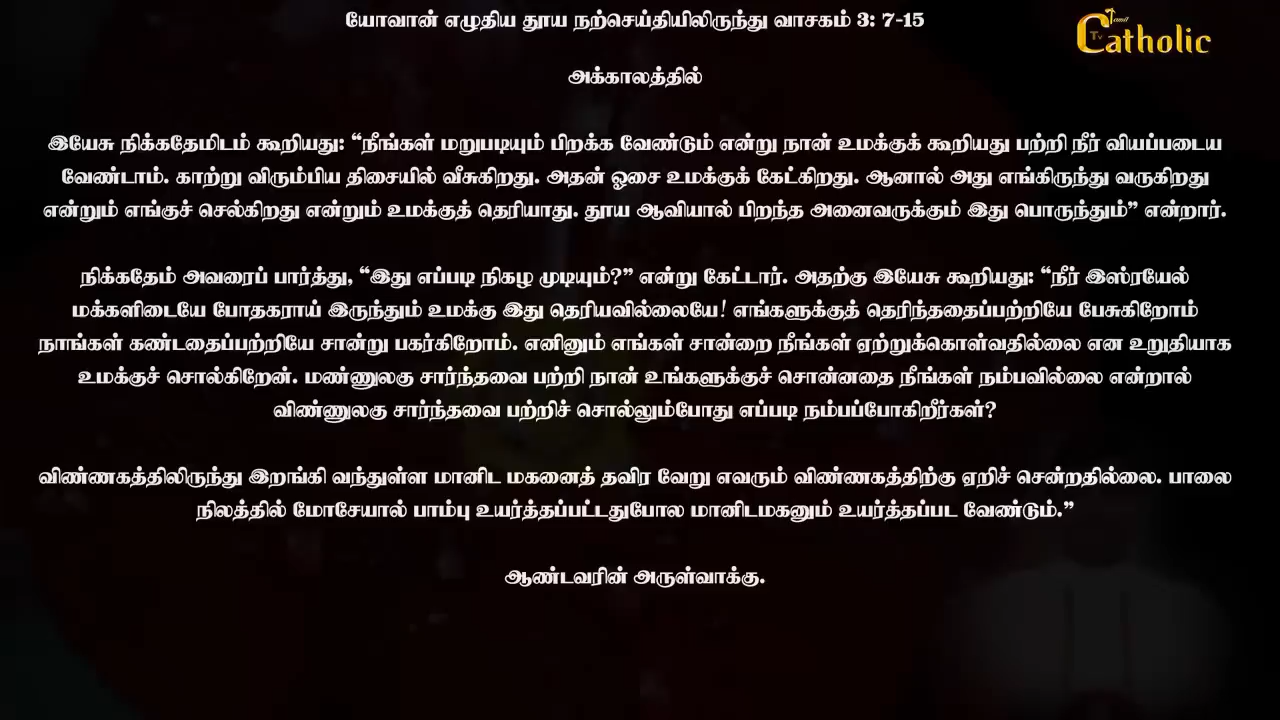 யோவான் எழுதிய தூய நற்செய்தியிலிருந்து வாசகம் 3: 7-15
Tamil
Catholic
Tv
அக்காலத்தில்
இயேசு நிக்கதேமிடம் கூறியது: “நீங்கள் மறுபடியும் பிறக்க வேண்டும் என்று நான் உமக்குக் கூறியது பற்றி நீர் வியப்படைய
வேண்டாம். காற்று விரும்பிய திசையில் வீசுகிறது. அதன் ஓசை உமக்குக் கேட்கிறது. ஆனால் அது எங்கிருந்து வருகிறது
என்றும் எங்குச் செல்கிறது என்றும் உமக்குத் தெரியாது. தூய ஆவியால் பிறந்த அனைவருக்கும் இது பொருந்தும்” என்றார்.
நிக்கதேம் அவரைப் பார்த்து, “இது எப்படி நிகழ முடியும்?” என்று கேட்டார். அதற்கு இயேசு கூறியது: “நீர் இஸ்ரயேல்
மக்களிடையே போதகராய் இருந்தும் உமக்கு இது தெரியவில்லையே! எங்களுக்குத் தெரிந்ததைப்பற்றியே பேசுகிறோம்
நாங்கள் கண்டதைப்பற்றியே சான்று பகர்கிறோம். எனினும் எங்கள் சான்றை நீங்கள் ஏற்றுக்கொள்வதில்லை என உறுதியாக
உமக்குச் சொல்கிறேன். மண்ணுலகு சார்ந்தவை பற்றி நான் உங்களுக்குச் சொன்னதை நீங்கள் நம்பவில்லை என்றால்
விண்ணுலகு சார்ந்தவை பற்றிச் சொல்லும்போது எப்படி நம்பப்போகிறீர்கள்?
விண்ணகத்திலிருந்து இறங்கி வந்துள்ள மானிட மகனைத் தவிர வேறு எவரும் விண்ணகத்திற்கு ஏறிச் சென்றதில்லை. பாலை
நிலத்தில் மோசேயால் பாம்பு உயர்த்தப்பட்டதுபோல மானிடமகனும் உயர்த்தப்பட வேண்டும்.”
ஆண்டவரின் அருள்வாக்கு.